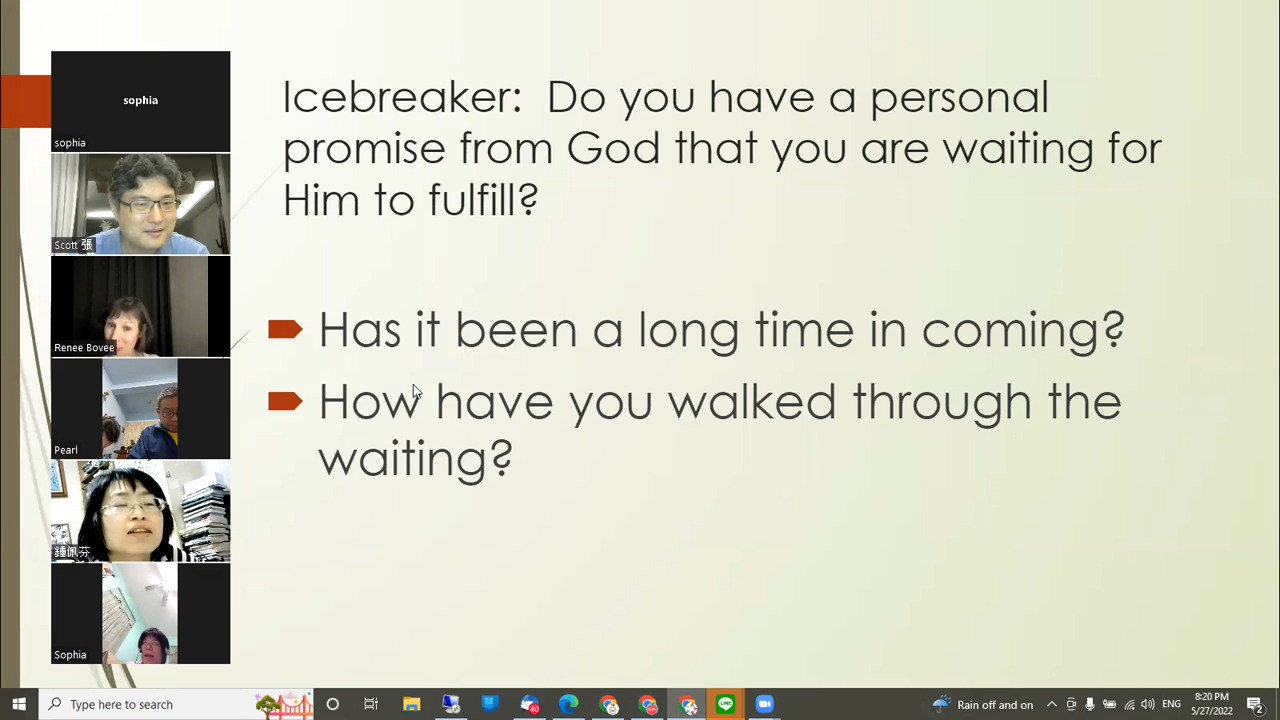 Icebreaker: Do you have a personal
promise from God that you are waiting for
Him to fulfill?
Has it been a long time in coming?
How have you walked through the
waiting?
sophia
sophia
Scott 張
Renee Bovee
Pearl
鍾佩芬
Sophia
Type here to search
40
Rain off and on
ENG
8:20 PM
5/27/2022
2